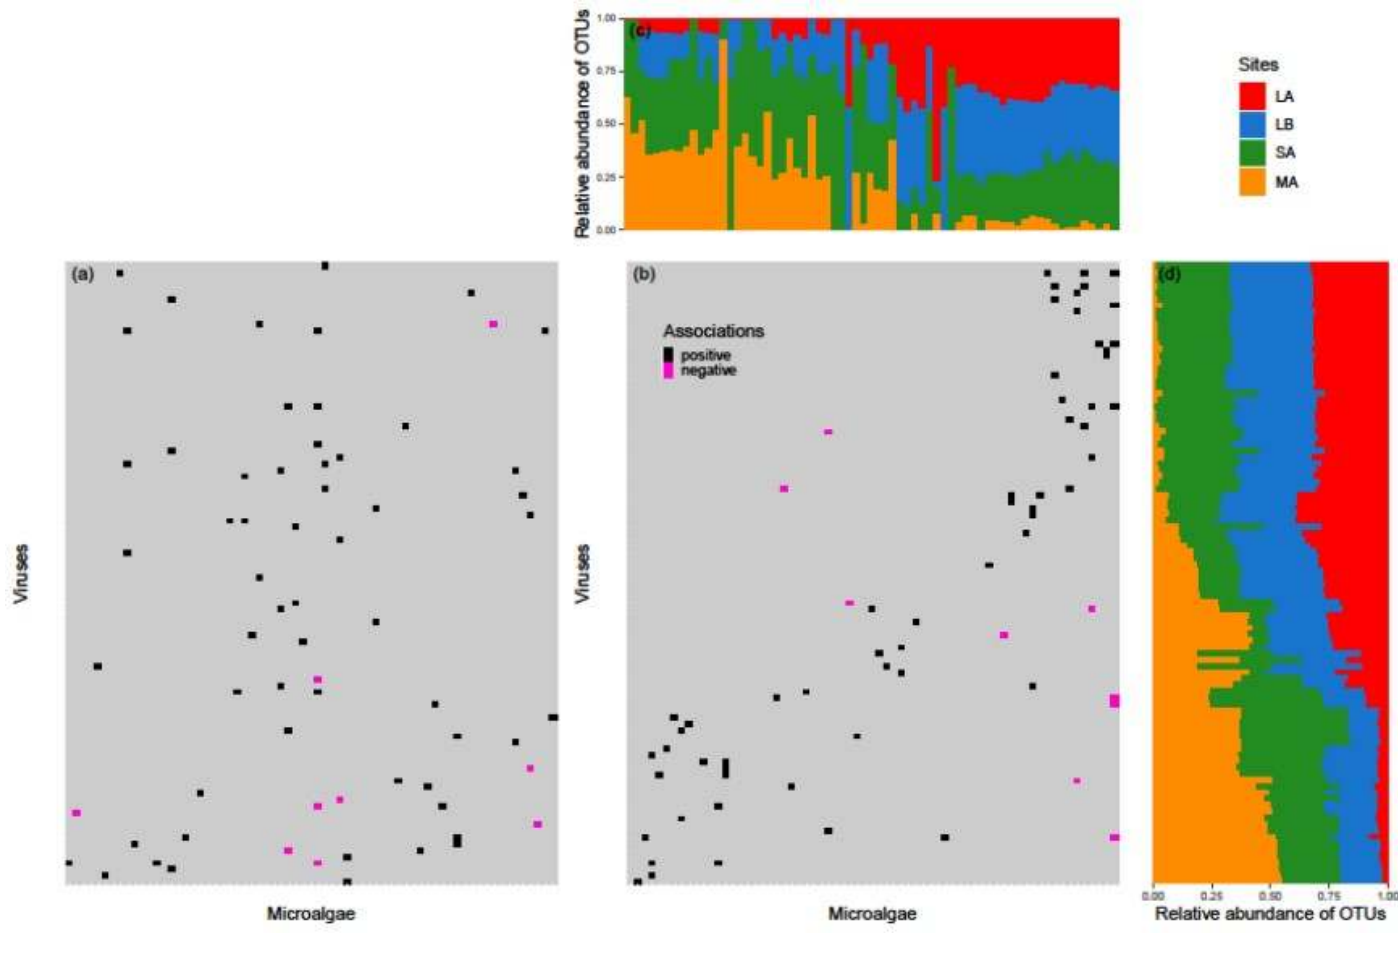 Relative abundance of OTUs
1.00
0.75
0.50
0.25
0.00
(c)
Sites
LA
LB
SA
MA
(a)
Viruses
Microalgae
(b)
Associations
positive
negative
Viruses
Microalgae
(d)
0.00 0.25 0.50 0.75 1.00
Relative abundance of OTUs